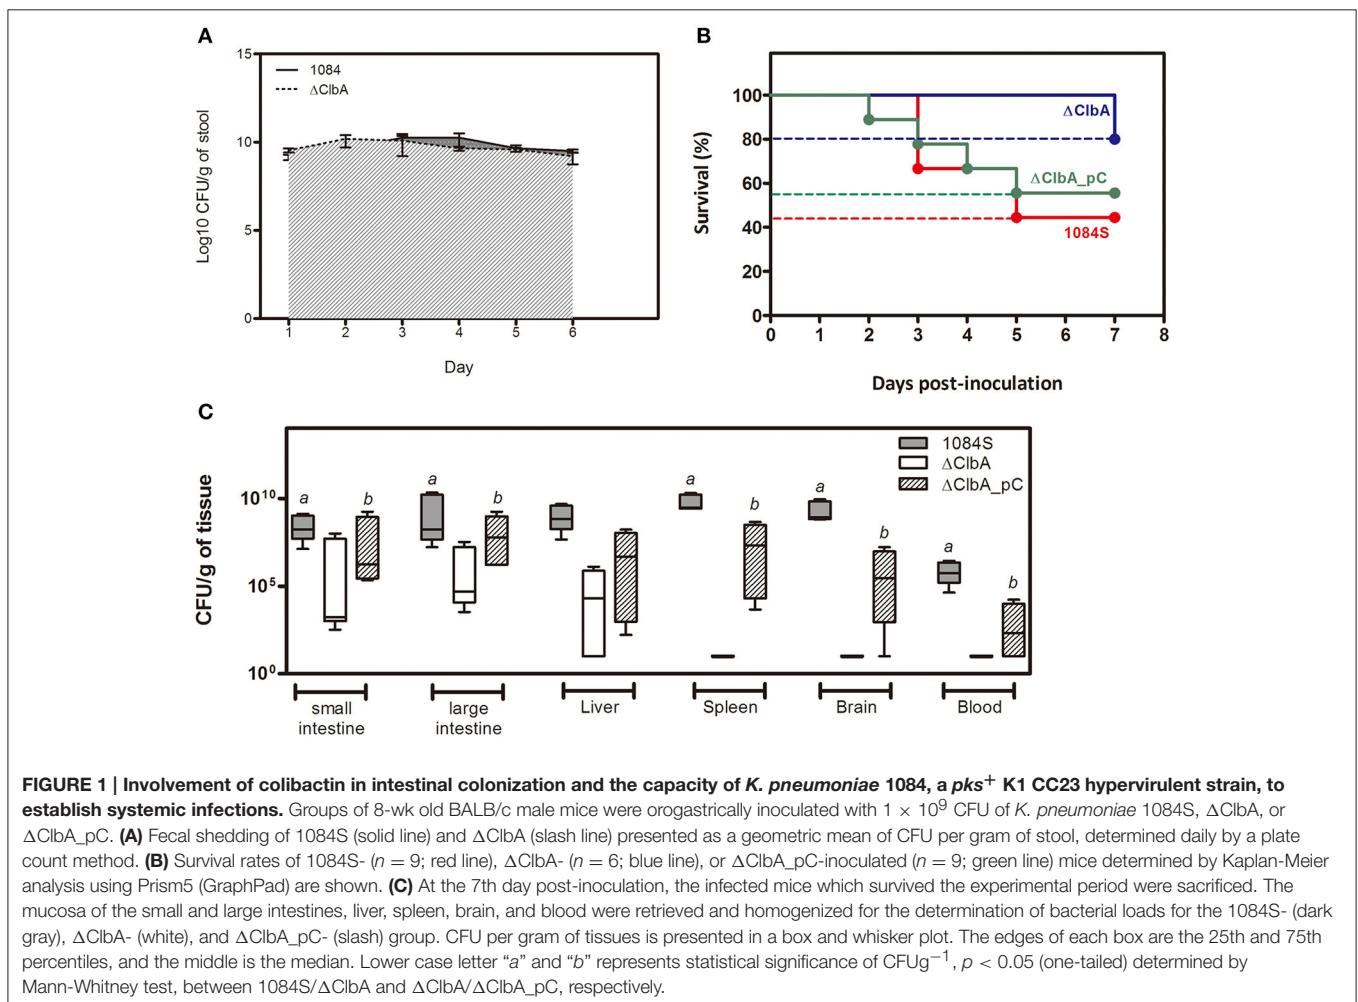 A
15
10
5
0
Log10 CFU/g of stool
1084
ΔClbA
1 2 3 4 5 6
Day
B
100
80
60
40
20
0
Survival (%)
ΔClbA
ΔClbA_pC
1084S
0 1 2 3 4 5 6 7 8
Days post-inoculation
C
CFU/g of tissue
10^10
10^5
10^0
1084S
ΔClbA
ΔClbA_pC
a b a b a b a b a b
small intestine
large intestine
Liver
Spleen
Brain
Blood
FIGURE 1 | Involvement of colibactin in intestinal colonization and the capacity of K. pneumoniae 1084, a pks+ K1 CC23 hypervirulent strain, to
establish systemic infections. Groups of 8-wk old BALB/c male mice were orogastrically inoculated with 1 × 10^9 CFU of K. pneumoniae 1084S, ΔClbA, or
ΔClbA_pC. (A) Fecal shedding of 1084S (solid line) and ΔClbA (slash line) presented as a geometric mean of CFU per gram of stool, determined daily by a plate
count method. (B) Survival rates of 1084S- (n = 9; red line), ΔClbA- (n = 6; blue line), or ΔClbA_pC-inoculated (n = 9; green line) mice determined by Kaplan-Meier
analysis using Prism5 (GraphPad) are shown. (C) At the 7th day post-inoculation, the infected mice which survived the experimental period were sacrificed. The
mucosa of the small and large intestines, liver, spleen, brain, and blood were retrieved and homogenized for the determination of bacterial loads for the 1084S- (dark
gray), ΔClbA- (white), and ΔClbA_pC- (slash) group. CFU per gram of tissues is presented in a box and whisker plot. The edges of each box are the 25th and 75th
percentiles, and the middle is the median. Lower case letter “a” and “b” represents statistical significance of CFUg^−1, p < 0.05 (one-tailed) determined by
Mann-Whitney test, between 1084S/ΔClbA and ΔClbA/ΔClbA_pC, respectively.